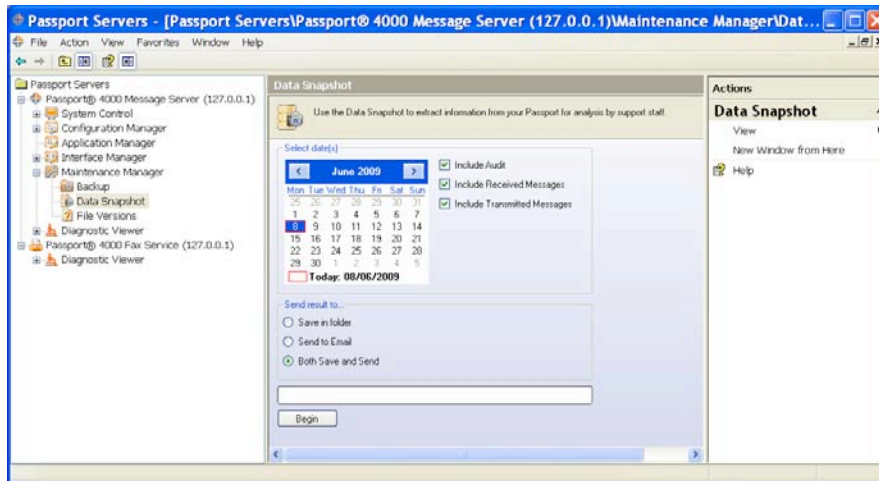 Passport Servers - [Passport Servers\Passport® 4000 Message Server (127.0.0.1)\Maintenance Manager\Dat...
File Action View Favorites Window Help
Passport Servers
Passport® 4000 Message Server (127.0.0.1)
System Control
Configuration Manager
Application Manager
Interface Manager
Maintenance Manager
Backup
Data Snapshot
File Versions
Diagnostic Viewer
Passport® 4000 Fax Service (127.0.0.1)
Diagnostic Viewer
Data Snapshot
Use the Data Snapshot to extract information from your Passport for analysis by support staff.
Select date(s)
June 2009
Mon Tue Wed Thu Fri Sat Sun
25 26 27 28 29 30 31
1 2 3 4 5 6 7
8 9 10 11 12 13 14
15 16 17 18 19 20 21
22 23 24 25 26 27 28
29 30 1 2 3 4 5
Today: 08/06/2009
Include Audit
Include Received Messages
Include Transmitted Messages
Send result to...
Save in folder
Send to Email
Both Save and Send
Begin
Actions
Data Snapshot
View
New Window from Here
Help